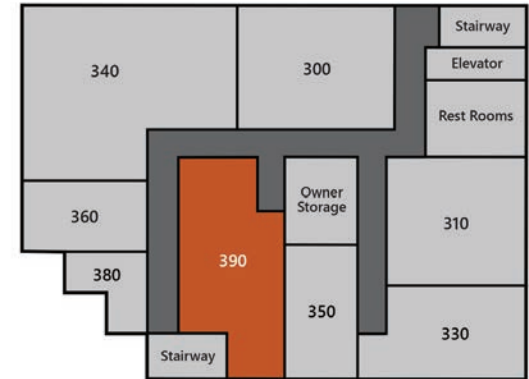 Stairway
340
300
Elevator
Rest Rooms
Owner
Storage
360
310
390
380
350
330
Stairway